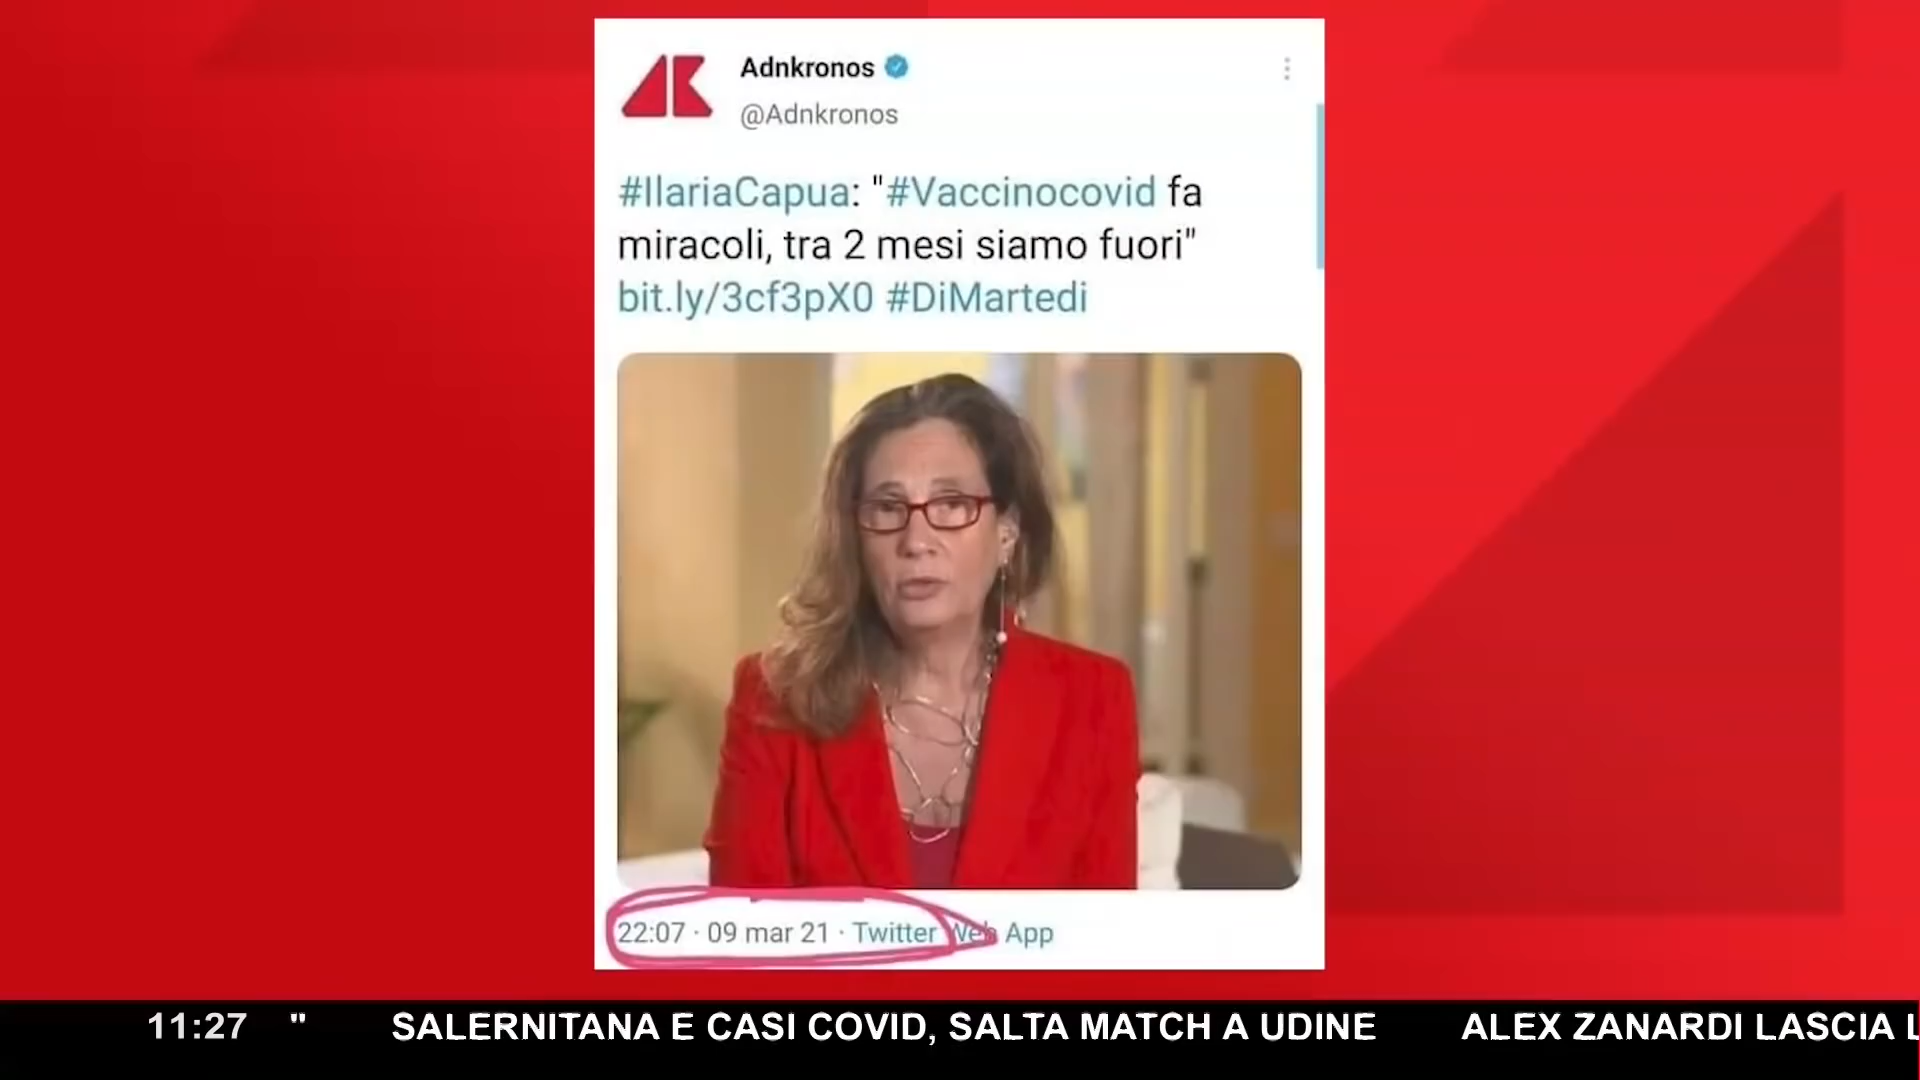 Adnkronos
@Adnkronos
#IlariaCapua: "#Vaccinocovid fa
miracoli, tra 2 mesi siamo fuori"
bit.ly/3cf3pX0 #DiMartedi
22:07 · 09 mar 21 · Twitter Web App
11:27 " SALERNITANA E CASI COVID, SALTA MATCH A UDINE ALEX ZANARDI LASCIA L